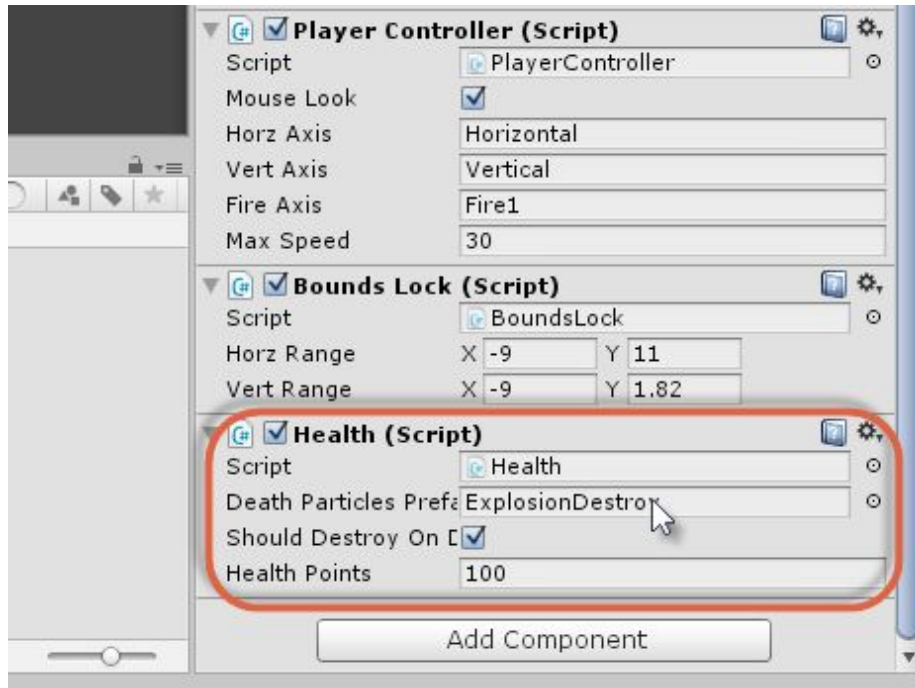 Player Controller (Script)
Script PlayerController
Mouse Look
Horz Axis Horizontal
Vert Axis Vertical
Fire Axis Fire1
Max Speed 30
Bounds Lock (Script)
Script BoundsLock
Horz Range X -9 Y 11
Vert Range X -9 Y 1.82
Health (Script)
Script Health
Death Particles Prefa ExplosionDestroy
Should Destroy On D
Health Points 100
Add Component